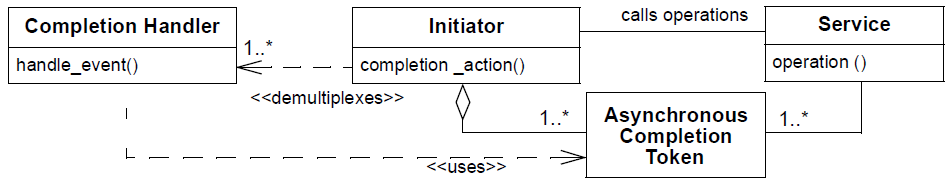 Completion Handler
handle_event()
1..*
<<demultiplexes>>
Initiator
completion _action()
calls operations
Service
operation ()
1..*
Asynchronous
Completion
Token
1..*
<<uses>>